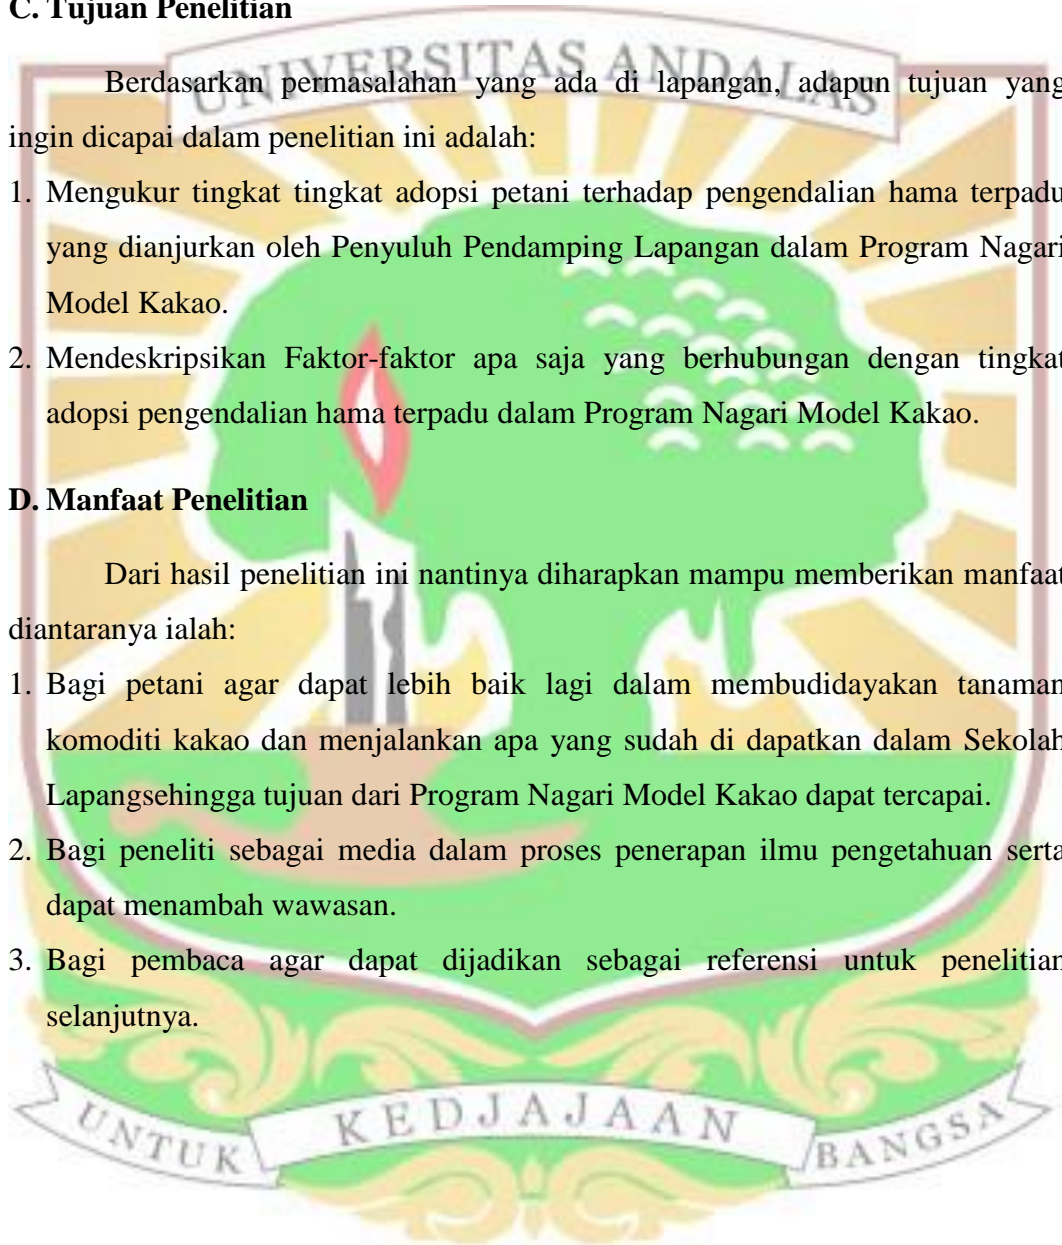 C. Tujuan Penelitian
UNIVERSITAS ANDALAS
Berdasarkan permasalahan yang ada di lapangan, adapun tujuan yang
ingin dicapai dalam penelitian ini adalah:
1. Mengukur tingkat tingkat adopsi petani terhadap pengendalian hama terpadu
yang dianjurkan oleh Penyuluh Pendamping Lapangan dalam Program Nagari
Model Kakao.
2. Mendeskripsikan Faktor-faktor apa saja yang berhubungan dengan tingkat
adopsi pengendalian hama terpadu dalam Program Nagari Model Kakao.
D. Manfaat Penelitian
Dari hasil penelitian ini nantinya diharapkan mampu memberikan manfaat
diantaranya ialah:
1. Bagi petani agar dapat lebih baik lagi dalam membudidayakan tanaman
komoditi kakao dan menjalankan apa yang sudah di dapatkan dalam Sekolah
Lapangsehingga tujuan dari Program Nagari Model Kakao dapat tercapai.
2. Bagi peneliti sebagai media dalam proses penerapan ilmu pengetahuan serta
dapat menambah wawasan.
3. Bagi pembaca agar dapat dijadikan sebagai referensi untuk penelitian
selanjutnya.
UNTUK KEDJAJAAN BANGSA